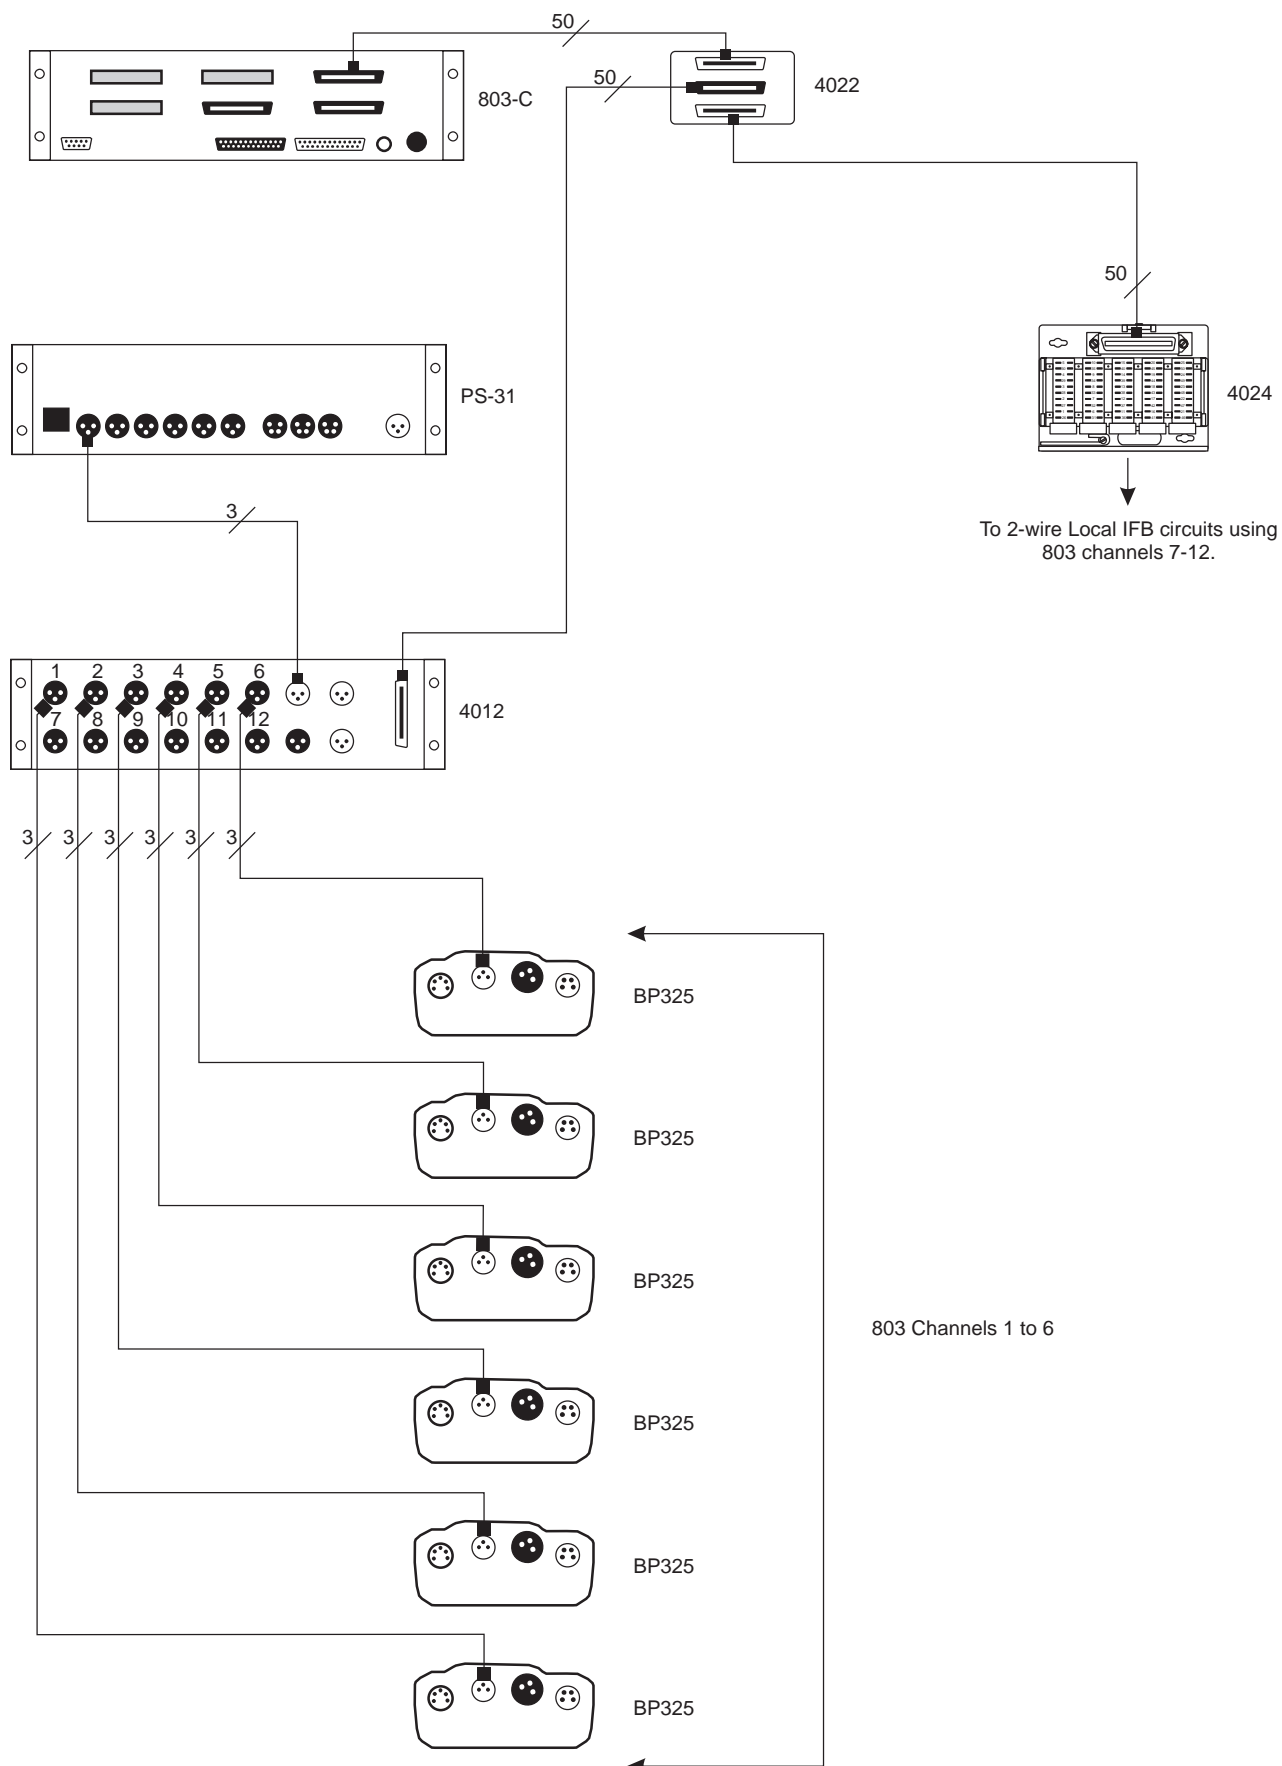 50
803-C
50
4022
50
PS-31
4024
3
To 2-wire Local IFB circuits using
803 channels 7-12.
1 2 3 4 5 6
4012
7 8 9 10 11 12
3 3 3 3 3 3
BP325
BP325
BP325
803 Channels 1 to 6
BP325
BP325
BP325